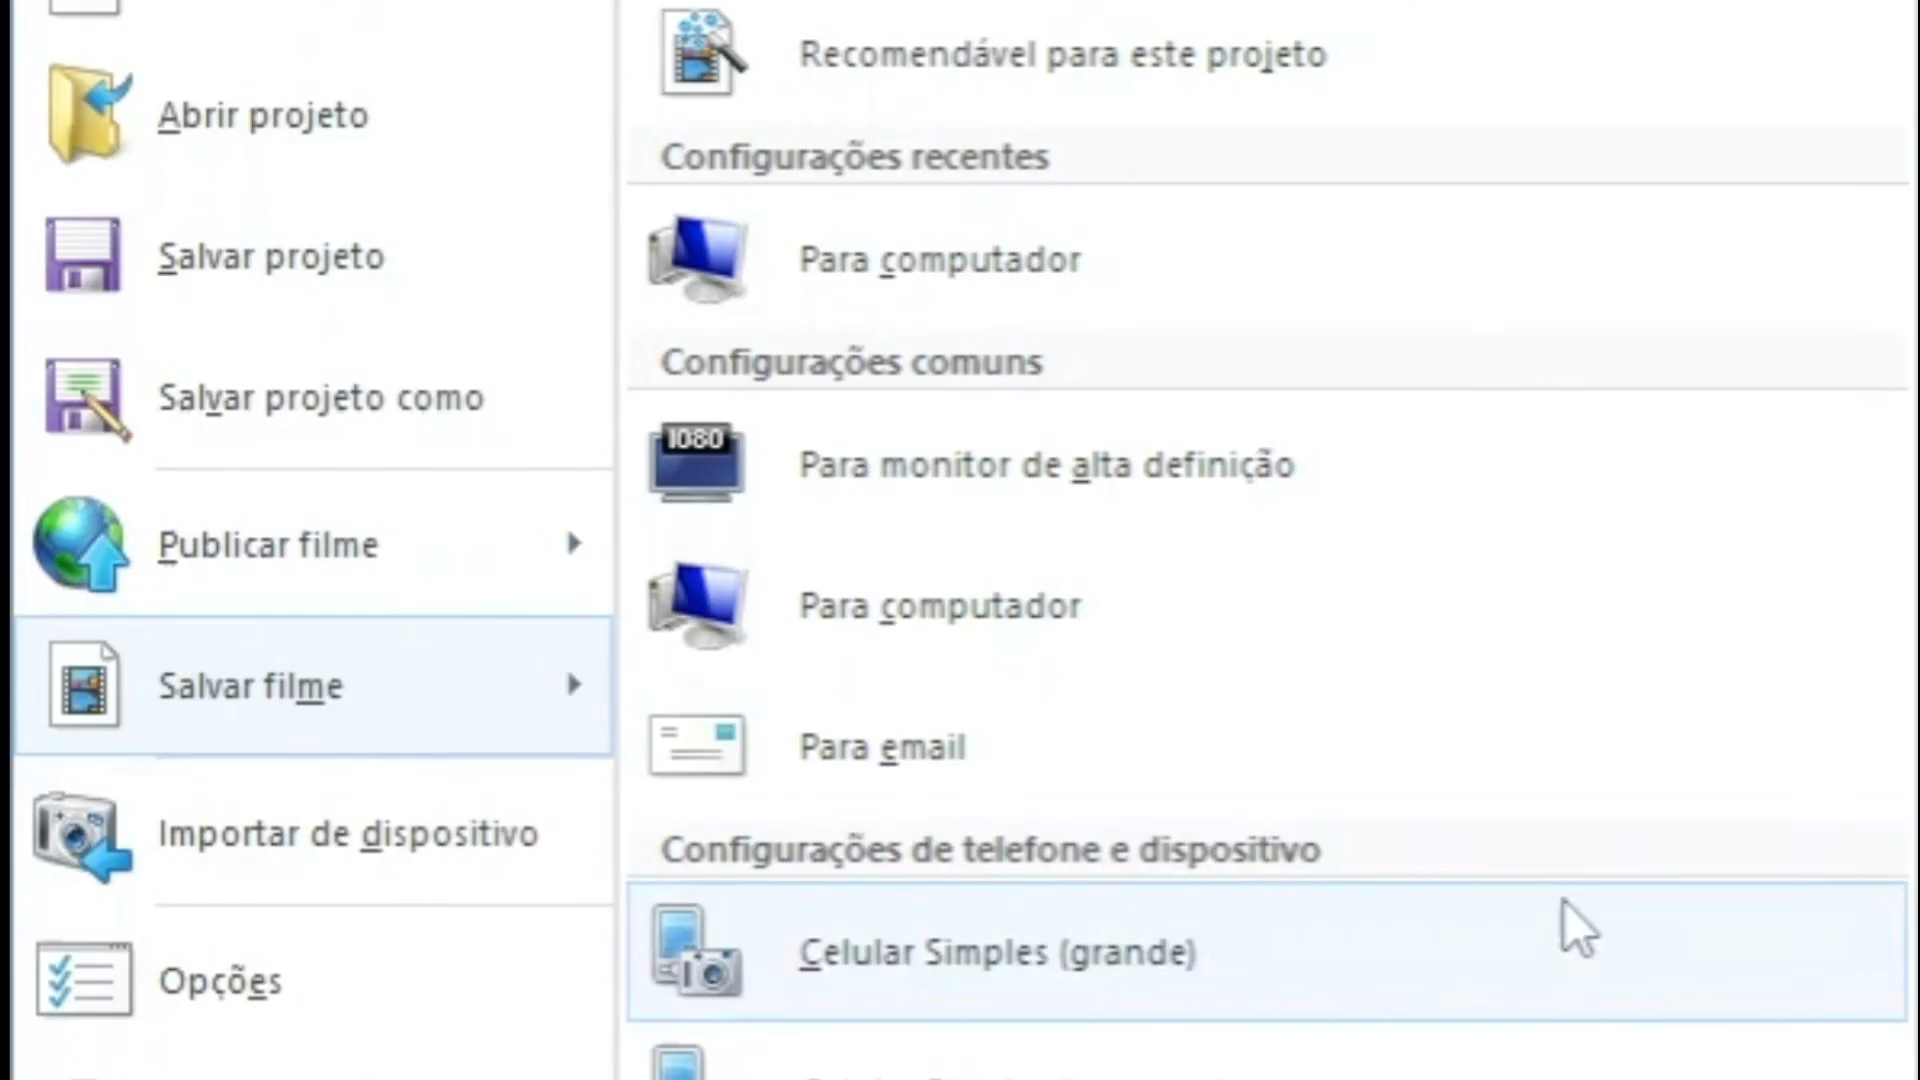 Abrir projeto
Salvar projeto
Salvar projeto como
Publicar filme
Salvar filme
Importar de dispositivo
Opções
Recomendável para este projeto
Configurações recentes
Para computador
Configurações comuns
1080
Para monitor de alta definição
Para computador
Para email
Configurações de telefone e dispositivo
Celular Simples (grande)